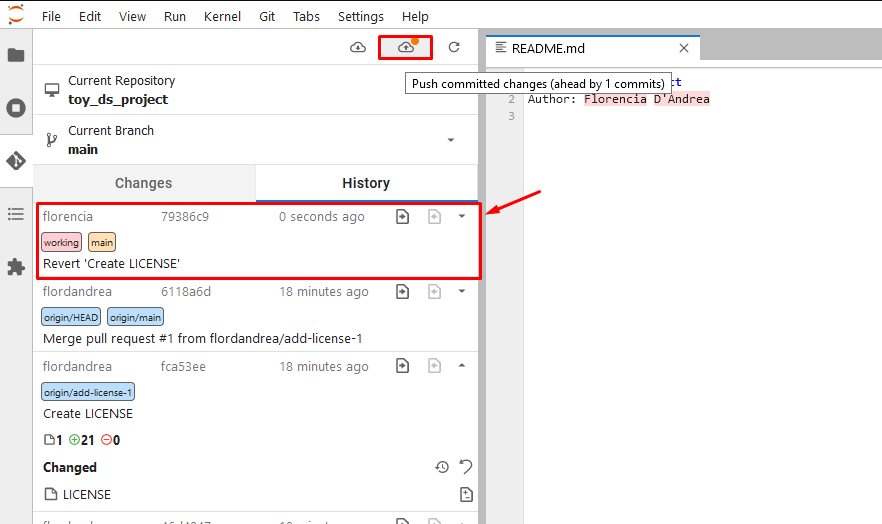 File Edit View Run Kernel Git Tabs Settings Help
README.md
Push committed changes (ahead by 1 commits)
ct
Current Repository
toy_ds_project
2 Author: Florencia D'Andrea
3
Current Branch
main
Changes History
florencia 79386c9 0 seconds ago
working main
Revert 'Create LICENSE'
flordandrea 6118a6d 18 minutes ago
origin/HEAD origin/main
Merge pull request #1 from flordandrea/add-license-1
flordandrea fca53ee 18 minutes ago
origin/add-license-1
Create LICENSE
1 21 0
Changed
LICENSE